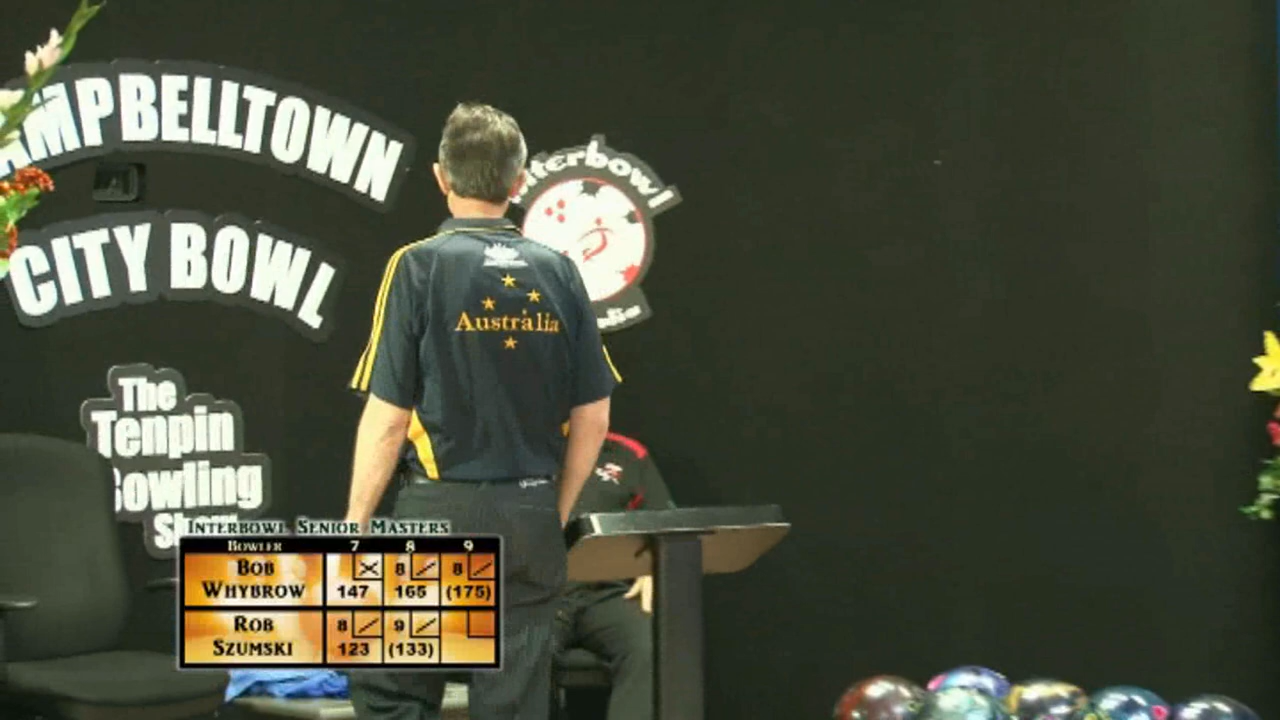 AMPBELLTOWN
CITY BOWL
The
Tenpin
Bowling
Interbowl
Australia
INTERBOWL SENIOR MASTERS
BOWLER 7 8 9
BOB WHYBROW X 8 / 8 /
147 165 (175)
ROB SZUMSKI 8 / 9 /
123 (133)